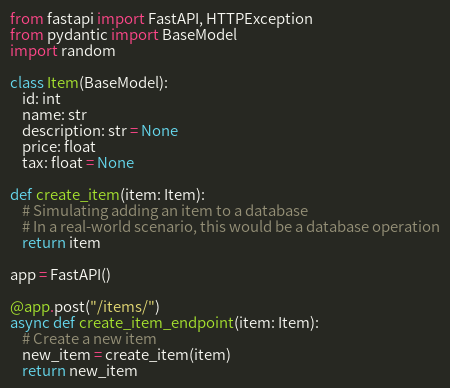 from fastapi import FastAPI, HTTPException
from pydantic import BaseModel
import random

class Item(BaseModel):
    id: int
    name: str
    description: str = None
    price: float
    tax: float = None

def create_item(item: Item):
    # Simulating adding an item to a database
    # In a real-world scenario, this would be a database operation
    return item

app = FastAPI()

@app.post("/items/")
async def create_item_endpoint(item: Item):
    # Create a new item
    new_item = create_item(item)
    return new_item